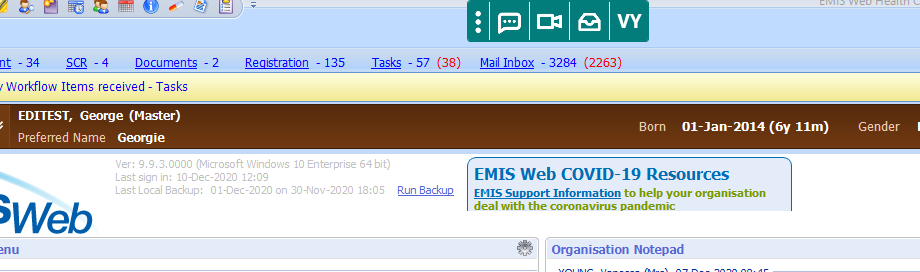 EMIS Web Health C
VY
nt - 34 SCR - 4 Documents - 2 Registration - 135 Tasks - 57 (38) Mail Inbox - 3284 (2263)
Workflow Items received - Tasks
EDITEST, George (Master)
Born 01-Jan-2014 (6y 11m) Gender
Preferred Name Georgie
Ver: 9.9.3.0000 (Microsoft Windows 10 Enterprise 64 bit)
Last sign in: 10-Dec-2020 12:09
Last Local Backup: 01-Dec-2020 on 30-Nov-2020 18:05 Run Backup
EMIS Web COVID-19 Resources
EMIS Support Information to help your organisation
deal with the coronavirus pandemic
SWeb
enu
Organisation Notepad
YOUNG, Vanessa (Mrs) 07-Dec-2020 08:45